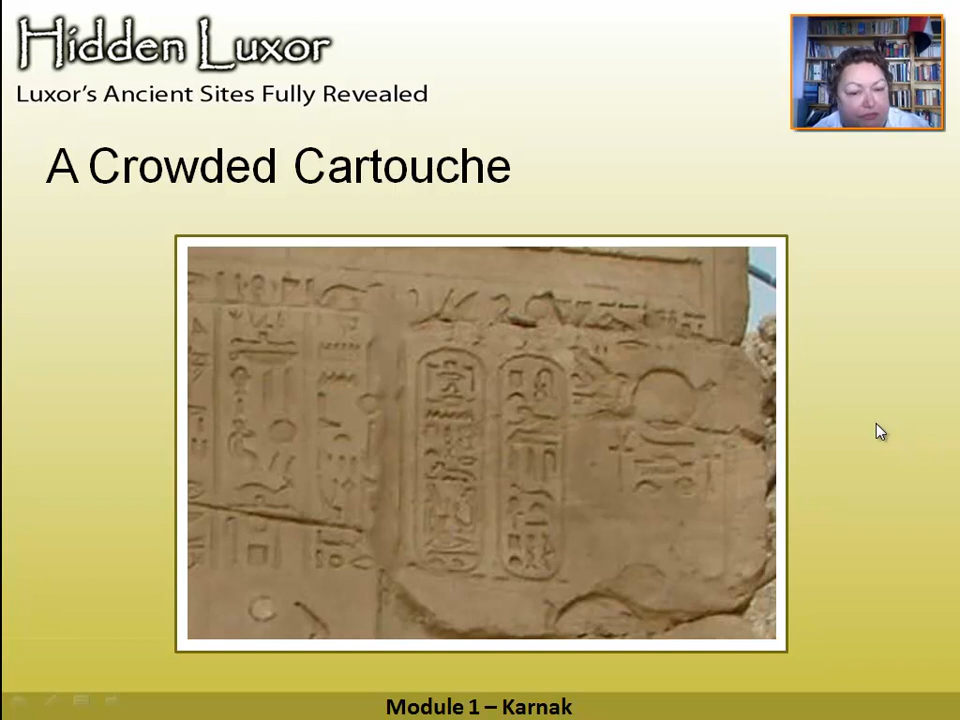 Hidden Luxor
Luxor's Ancient Sites Fully Revealed
A Crowded Cartouche
Module 1 – Karnak